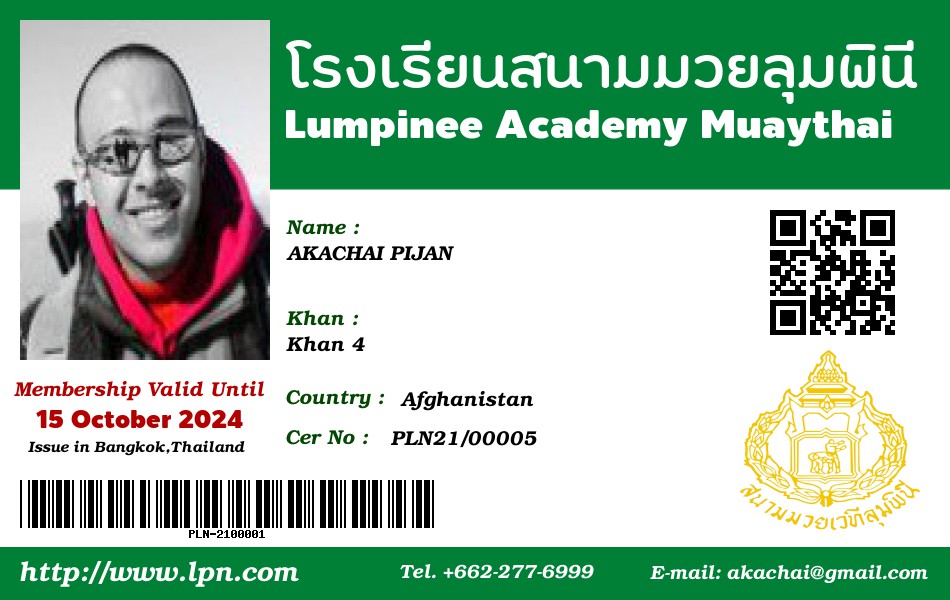 โรงเรียนสนามมวยลุมพินี
Lumpinee Academy Muaythai
Name :
AKACHAI PIJAN
Khan :
Khan 4
Country : Afghanistan
Cer No : PLN21/00005
Membership Valid Until
15 October 2024
Issue in Bangkok,Thailand
PLN-2100001
สนามมวยเวทีลุมพินี
http://www.lpn.com
Tel. +662-277-6999
E-mail: akachai@gmail.com